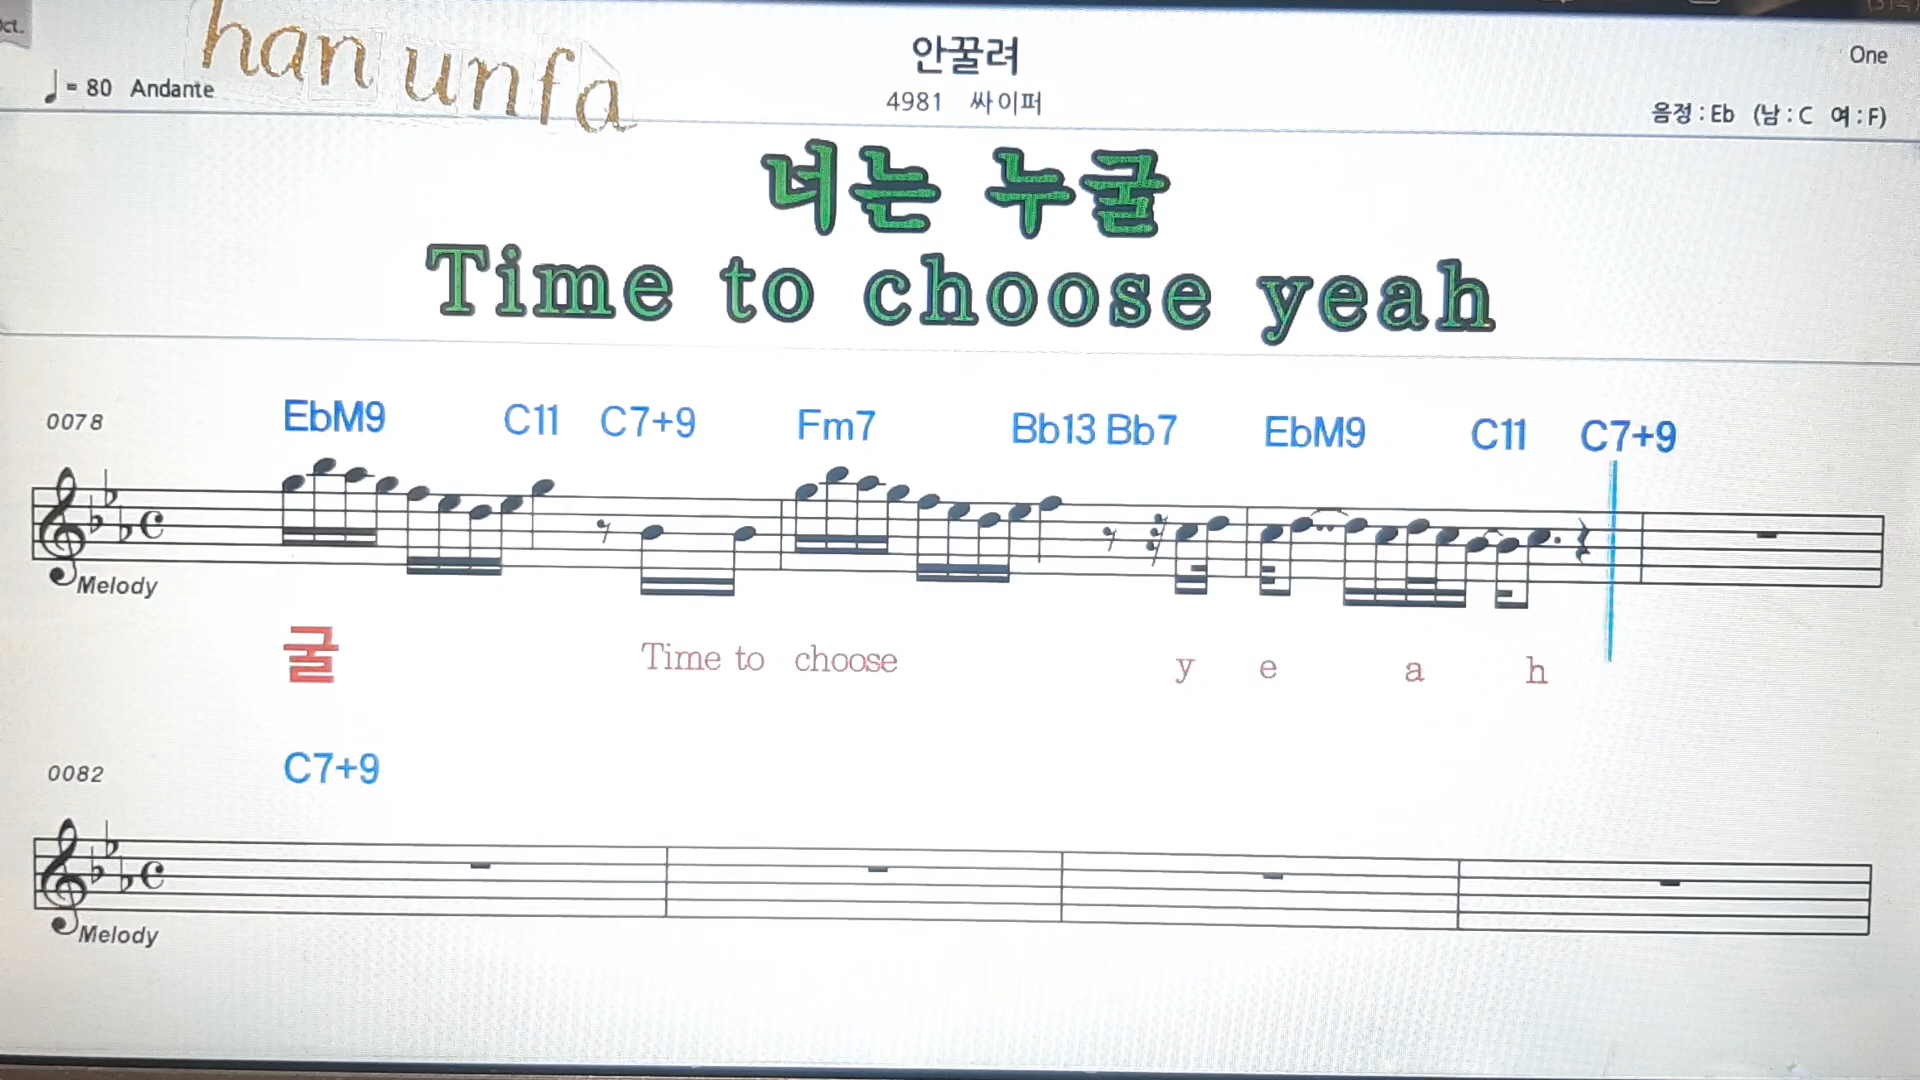 han unfa
안꿀려
One
♩= 80 Andante
4981 싸이퍼
음정 : Eb (남 : C 여 : F)
너는 누굴
Time to choose yeah
0078 EbM9 C11 C7+9 Fm7 Bb13 Bb7 EbM9 C11 C7+9
Melody
굴 Time to choose y e a h
0082 C7+9
Melody